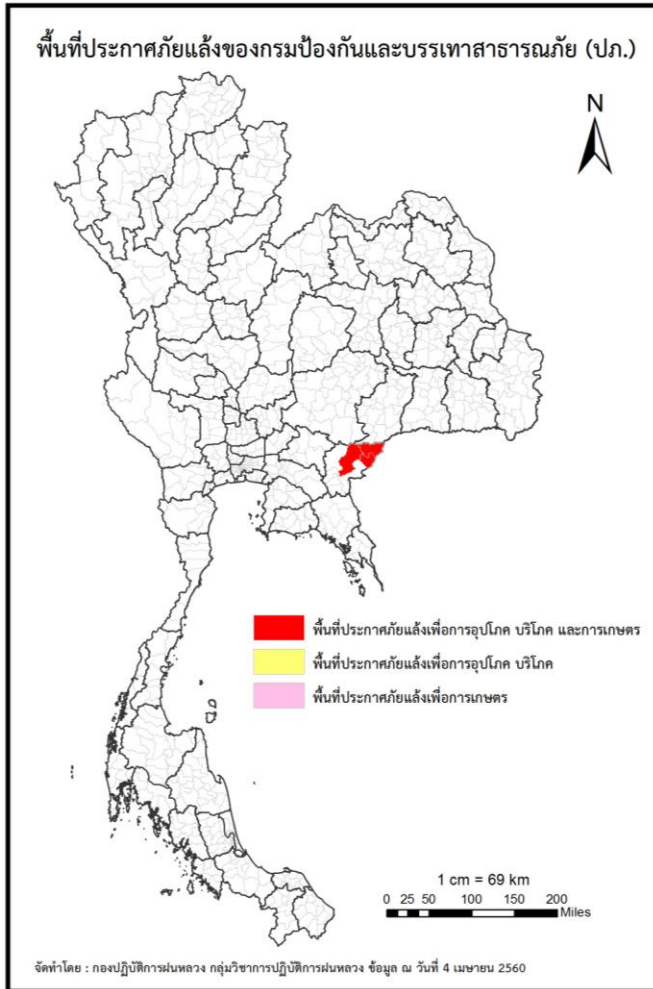 พื้นที่ประกาศภัยแล้งของกรมป้องกันและบรรเทาสาธารณภัย (ปภ.)
N
พื้นที่ประกาศภัยแล้งเพื่อการอุปโภค บริโภค และการเกษตร
พื้นที่ประกาศภัยแล้งเพื่อการอุปโภค บริโภค
พื้นที่ประกาศภัยแล้งเพื่อการเกษตร
1 cm = 69 km
0 25 50 100 150 200
Miles
จัดทำโดย : กองปฏิบัติการฝนหลวง กลุ่มวิชาการปฏิบัติการฝนหลวง ข้อมูล ณ วันที่ 4 เมษายน 2560